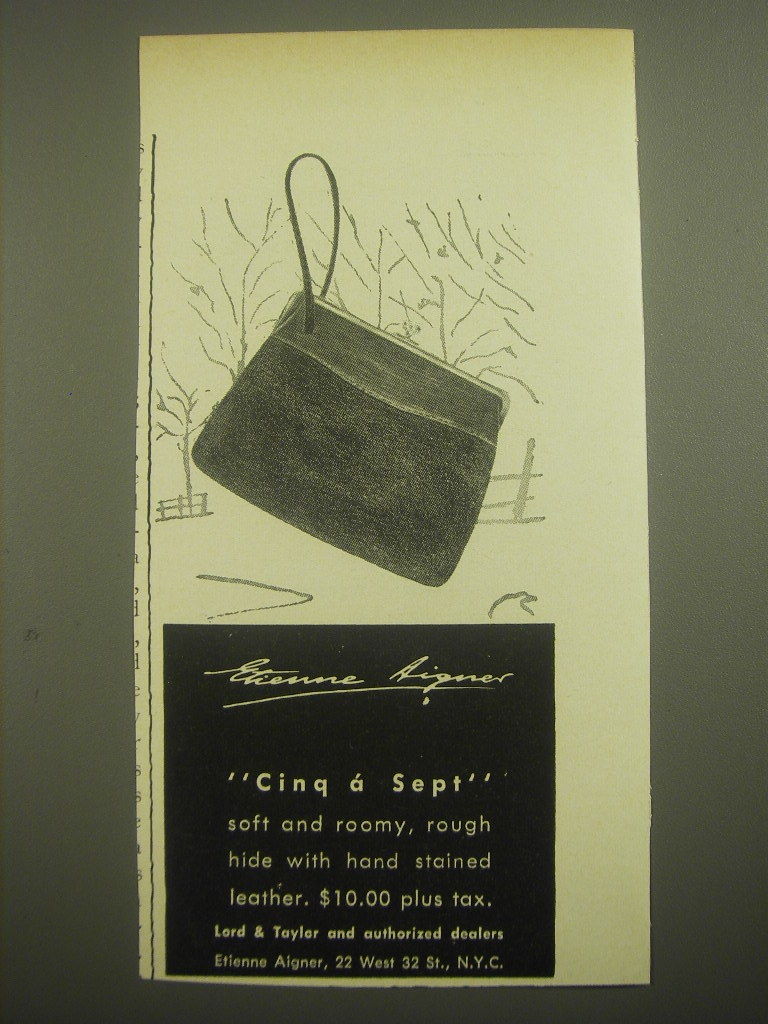 Etienne Aigner
"Cinq á Sept"
soft and roomy, rough
hide with hand stained
leather. $10.00 plus tax.
Lord & Taylor and authorized dealers
Etienne Aigner, 22 West 32 St., N.Y.C.